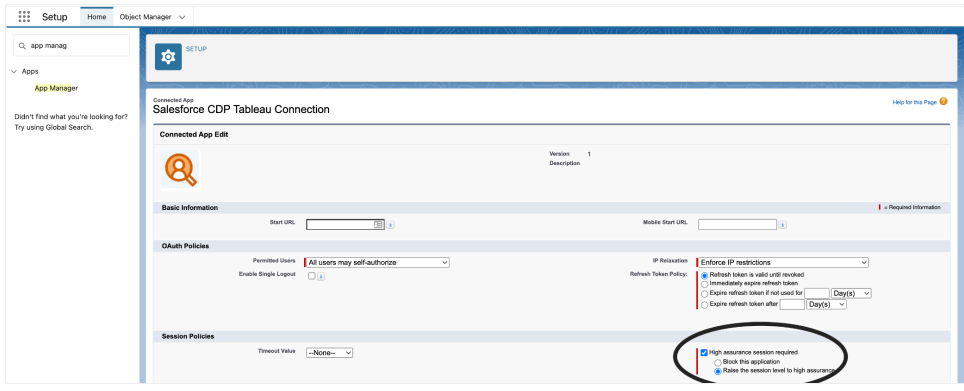 Setup Home Object Manager
app manag
Apps
App Manager
Didn't find what you're looking for?
Try using Global Search.
SETUP
Connected App
Salesforce CDP Tableau Connection
Help for this Page
Connected App Edit
Version 1
Description
Basic Information
= Required Information
Start URL
Mobile Start URL
OAuth Policies
Permitted Users All users may self-authorize
IP Relaxation Enforce IP restrictions
Enable Single Logout
Refresh Token Policy: Refresh token is valid until revoked
Immediately expire refresh token
Expire refresh token if not used for Day(s)
Expire refresh token after Day(s)
Session Policies
Timeout Value --None--
High assurance session required
Block this application
Raise the session level to high assurance